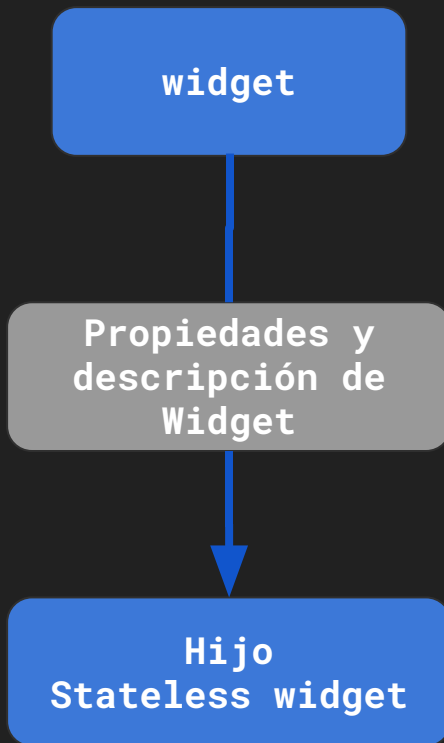 widget
Propiedades y
descripción de
Widget
Hijo
Stateless widget